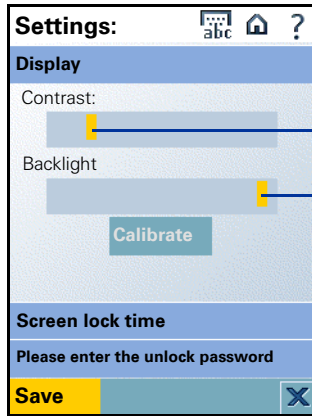 Settings: abc ?
Display
Contrast:
Backlight
Calibrate
Screen lock time
Please enter the unlock password
Save X